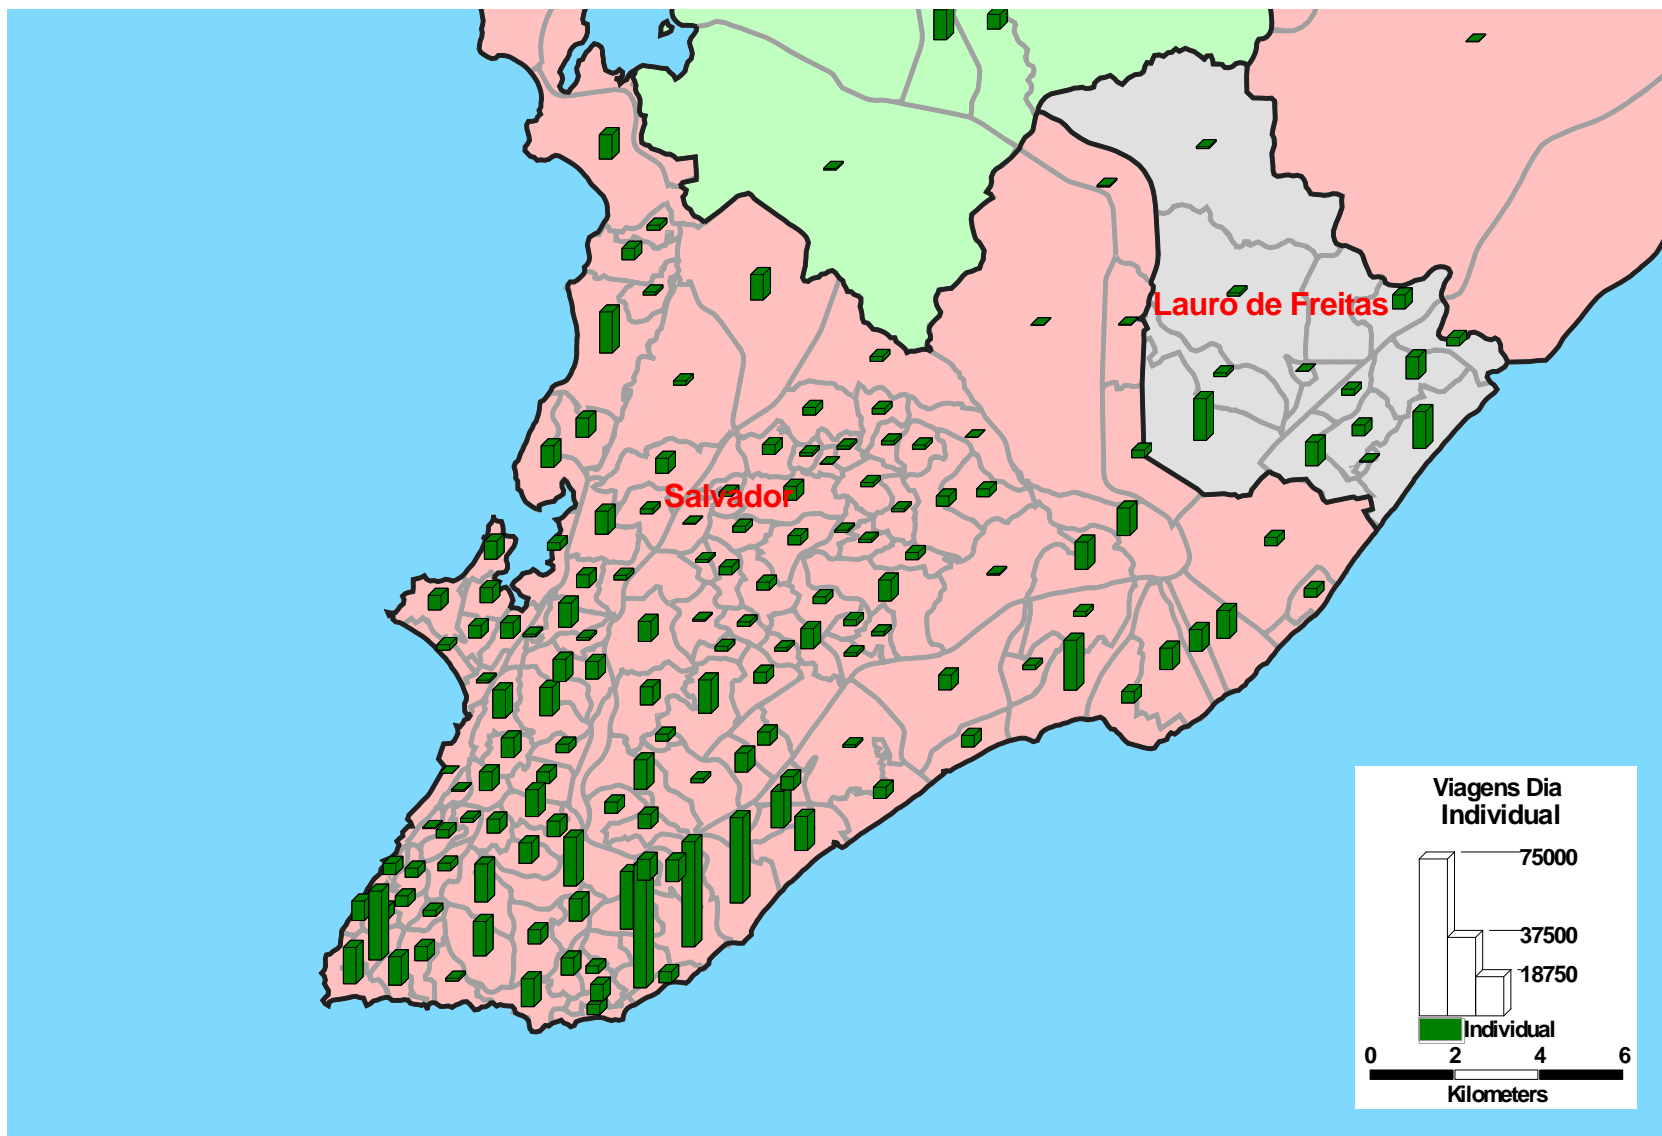 Lauro de Freitas
Salvador
Viagens Dia
Individual
75000
37500
18750
Individual
0 2 4 6
Kilometers